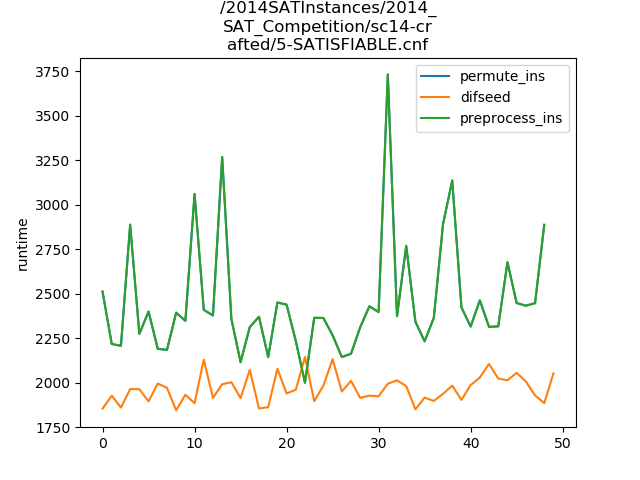 /2014SATInstances/2014_
SAT_Competition/sc14-cr
afted/5-SATISFIABLE.cnf
permute_ins
difseed
preprocess_ins
3750
3500
3250
3000
2750
2500
2250
2000
1750
runtime
0
10
20
30
40
50